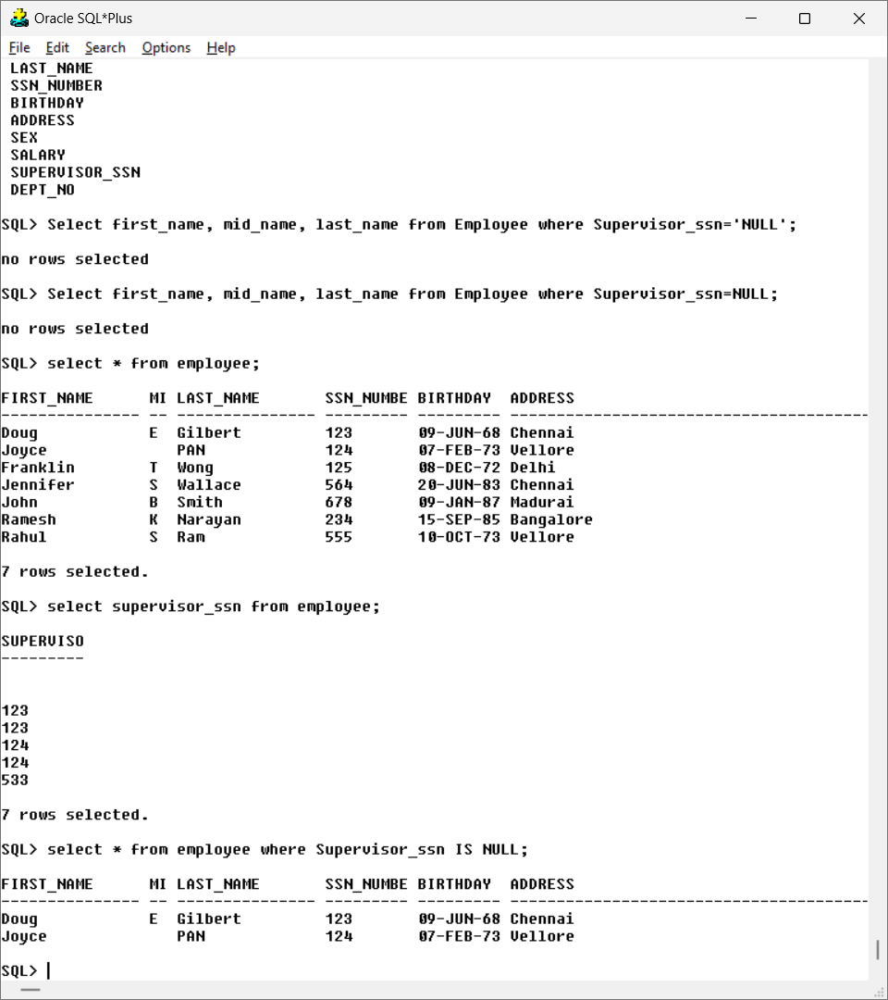 Oracle SQL*Plus
File Edit Search Options Help
LAST_NAME
SSN_NUMBER
BIRTHDAY
ADDRESS
SEX
SALARY
SUPERVISOR_SSN
DEPT_NO
SQL> Select first_name, mid_name, last_name from Employee where Supervisor_ssn='NULL';
no rows selected
SQL> Select first_name, mid_name, last_name from Employee where Supervisor_ssn=NULL;
no rows selected
SQL> select * from employee;
FIRST_NAME      MI LAST_NAME       SSN_NUMBE BIRTHDAY  ADDRESS
--------------- -- --------------- --------- --------- ---------------------------------------
Doug            E  Gilbert         123       09-JUN-68 Chennai
Joyce              PAN             124       07-FEB-73 Vellore
Franklin        T  Wong            125       08-DEC-72 Delhi
Jennifer        S  Wallace         564       20-JUN-83 Chennai
John            B  Smith           678       09-JAN-87 Madurai
Ramesh          K  Narayan         234       15-SEP-85 Bangalore
Rahul           S  Ram             555       10-OCT-73 Vellore
7 rows selected.
SQL> select supervisor_ssn from employee;
SUPERVISO
---------
123
123
124
124
533
7 rows selected.
SQL> select * from employee where Supervisor_ssn IS NULL;
FIRST_NAME      MI LAST_NAME       SSN_NUMBE BIRTHDAY  ADDRESS
--------------- -- --------------- --------- --------- ---------------------------------------
Doug            E  Gilbert         123       09-JUN-68 Chennai
Joyce              PAN             124       07-FEB-73 Vellore
SQL>